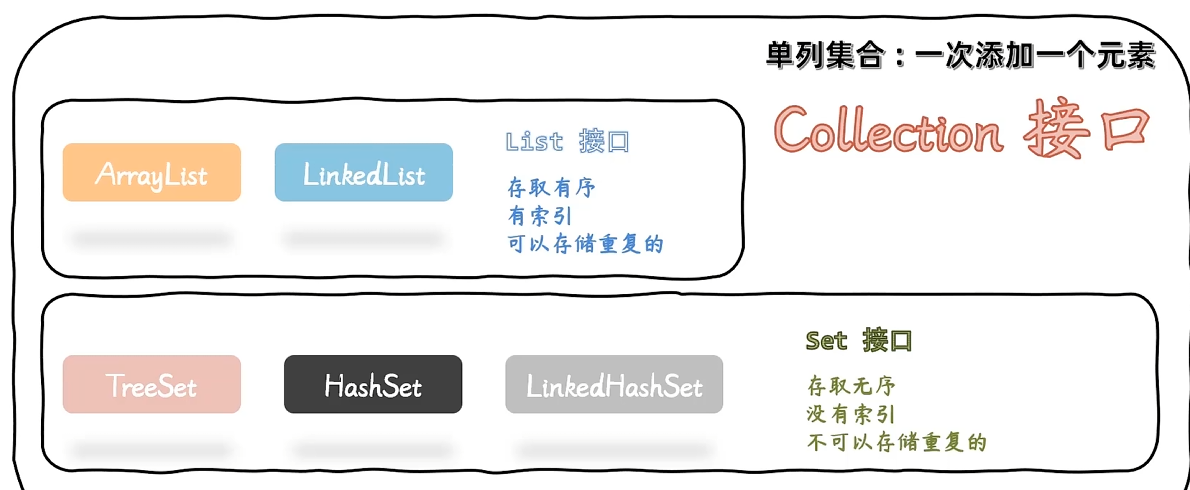 单列集合：一次添加一个元素
Collection 接口
List 接口
ArrayList
LinkedList
存取有序
有索引
可以存储重复的
Set 接口
TreeSet
HashSet
LinkedHashSet
存取无序
没有索引
不可以存储重复的